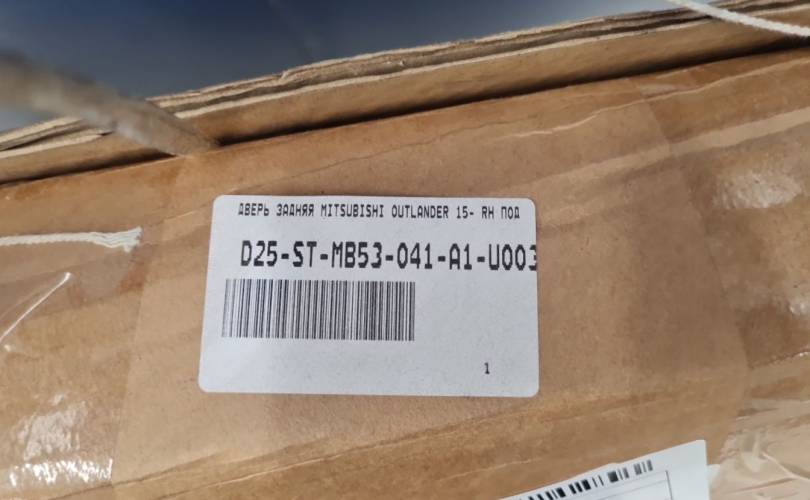 ДВЕРЬ ЗАДНЯЯ MITSUBISHI OUTLANDER 15- RH ПОД
D25-ST-MB53-041-A1-U003
1